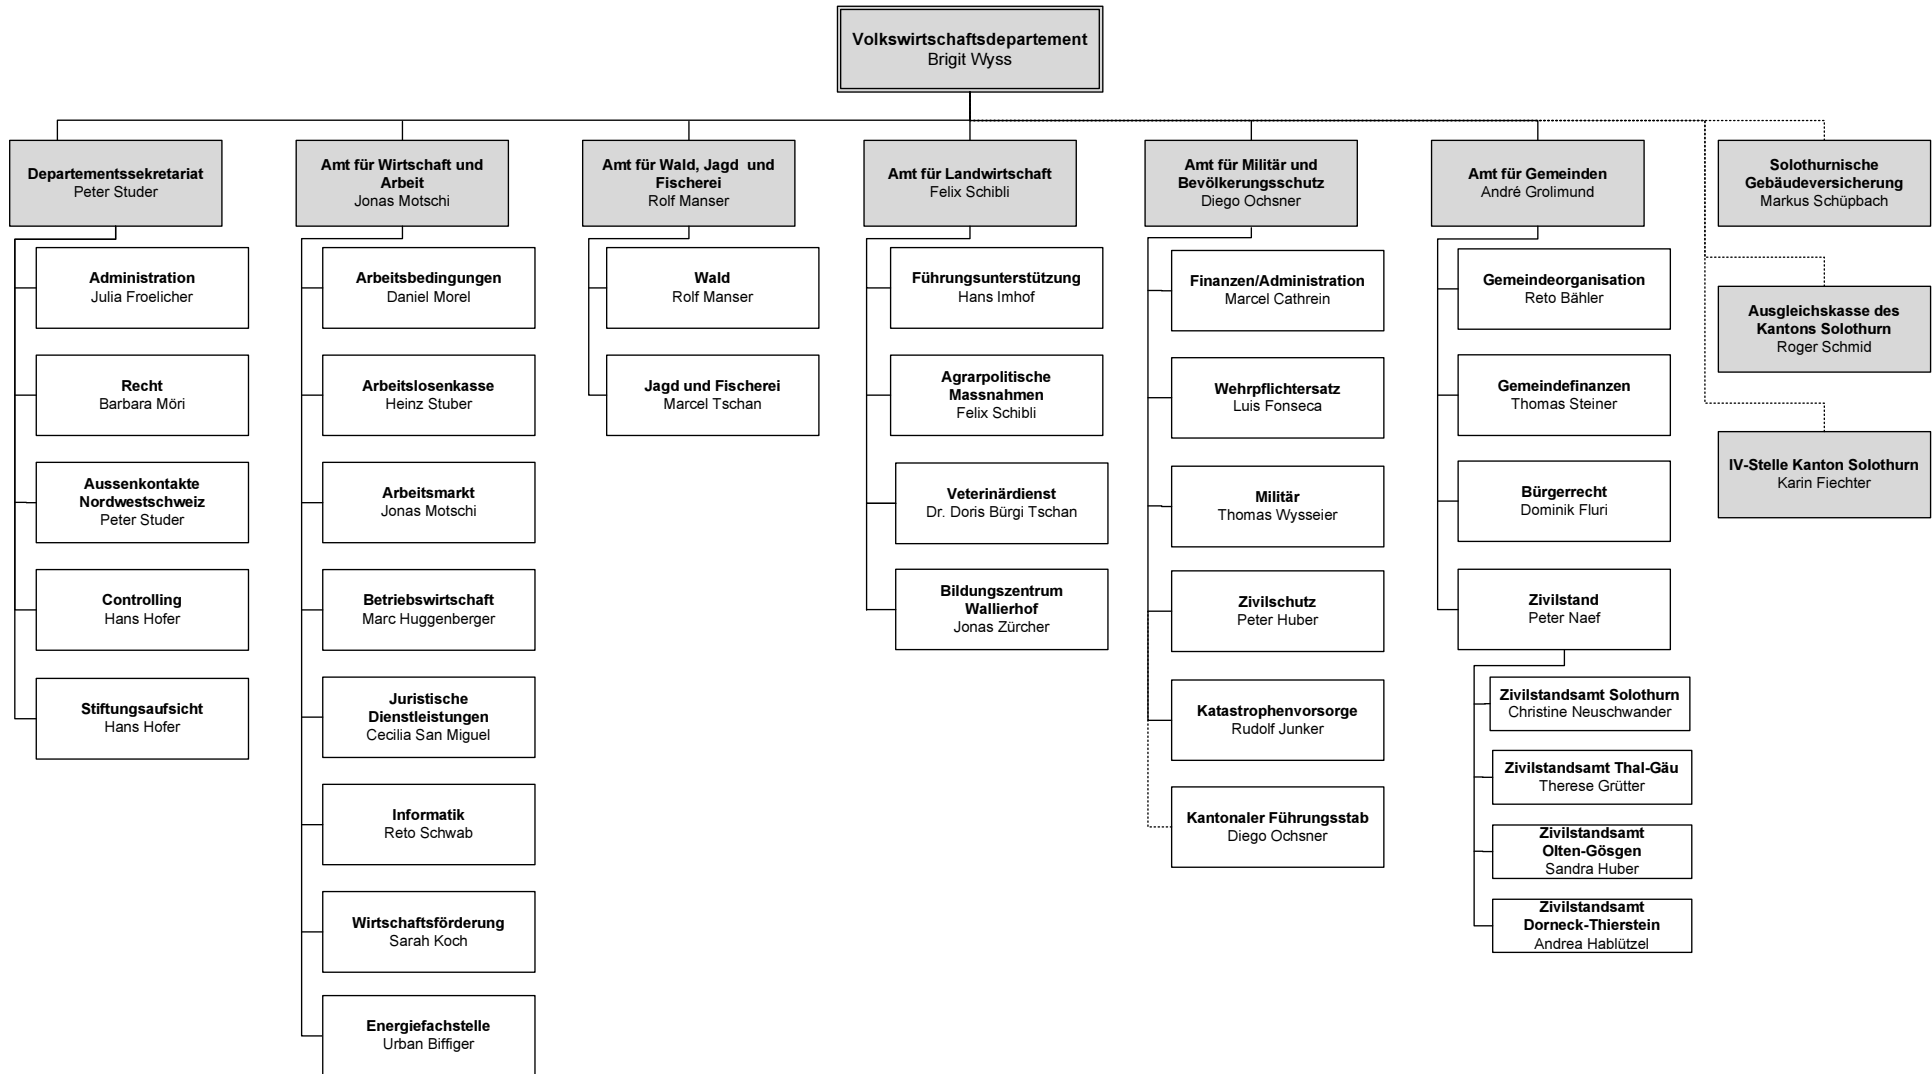 Volkswirtschaftsdepartement
Brigit Wyss
Departementssekretariat
Peter Studer
Administration
Julia Froelicher
Recht
Barbara Möri
Aussenkontakte
Nordwestschweiz
Peter Studer
Controlling
Hans Hofer
Stiftungsaufsicht
Hans Hofer
Amt für Wirtschaft und
Arbeit
Jonas Motschi
Arbeitsbedingungen
Daniel Morel
Arbeitslosenkasse
Heinz Stuber
Arbeitsmarkt
Jonas Motschi
Betriebswirtschaft
Marc Huggenberger
Juristische
Dienstleistungen
Cecilia San Miguel
Informatik
Reto Schwab
Wirtschaftsförderung
Sarah Koch
Energiefachstelle
Urban Biffiger
Amt für Wald, Jagd und
Fischerei
Rolf Manser
Wald
Rolf Manser
Jagd und Fischerei
Marcel Tschan
Amt für Landwirtschaft
Felix Schibli
Führungsunterstützung
Hans Imhof
Agrarpolitische
Massnahmen
Felix Schibli
Veterinärdienst
Dr. Doris Bürgi Tschan
Bildungszentrum
Wallierhof
Jonas Zürcher
Amt für Militär und
Bevölkerungsschutz
Diego Ochsner
Finanzen/Administration
Marcel Cathrein
Wehrpflichtersatz
Luis Fonseca
Militär
Thomas Wysseier
Zivilschutz
Peter Huber
Katastrophenvorsorge
Rudolf Junker
Kantonaler Führungsstab
Diego Ochsner
Amt für Gemeinden
André Grolimund
Gemeindeorganisation
Reto Bähler
Gemeindefinanzen
Thomas Steiner
Bürgerrecht
Dominik Fluri
Zivilstand
Peter Naef
Zivilstandsamt Solothurn
Christine Neuschwander
Zivilstandsamt Thal-Gäu
Therese Grütter
Zivilstandsamt
Olten-Gösgen
Sandra Huber
Zivilstandsamt
Dorneck-Thierstein
Andrea Hablützel
Solothurnische
Gebäudeversicherung
Markus Schüpbach
Ausgleichskasse des
Kantons Solothurn
Roger Schmid
IV-Stelle Kanton Solothurn
Karin Fiechter